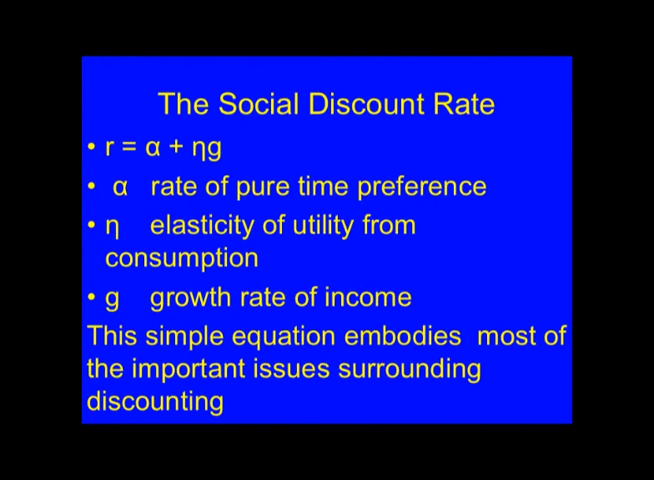 The Social Discount Rate
• r = α + ηg
• α rate of pure time preference
• η elasticity of utility from
consumption
• g growth rate of income
This simple equation embodies most of
the important issues surrounding
discounting